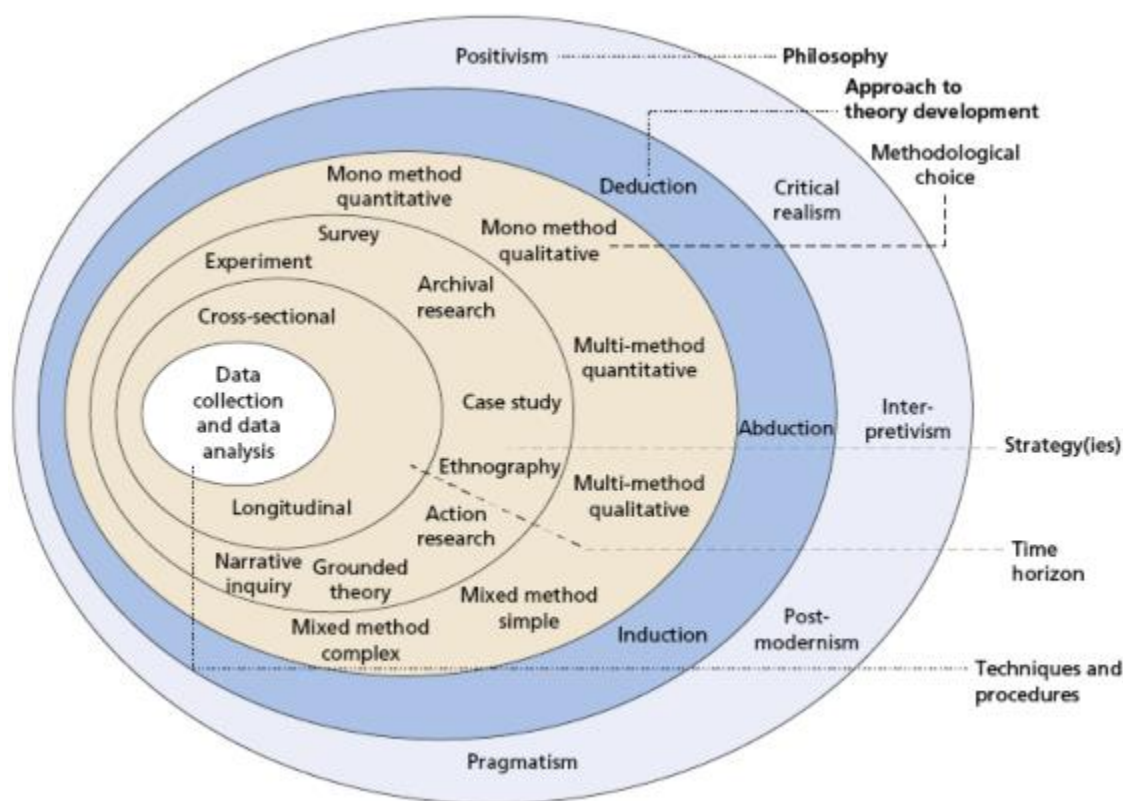 Positivism
Philosophy
Approach to
theory development
Methodological
choice
Mono method
quantitative
Deduction
Critical
realism
Survey
Mono method
qualitative
Experiment
Archival
research
Cross-sectional
Multi-method
quantitative
Data
collection
and data
analysis
Case study
Inter-
pretivism
Abduction
Strategy(ies)
Ethnography
Multi-method
qualitative
Longitudinal
Action
research
Time
horizon
Narrative
inquiry
Grounded
theory
Mixed method
simple
Mixed method
complex
Induction
Post-
modernism
Techniques and
procedures
Pragmatism